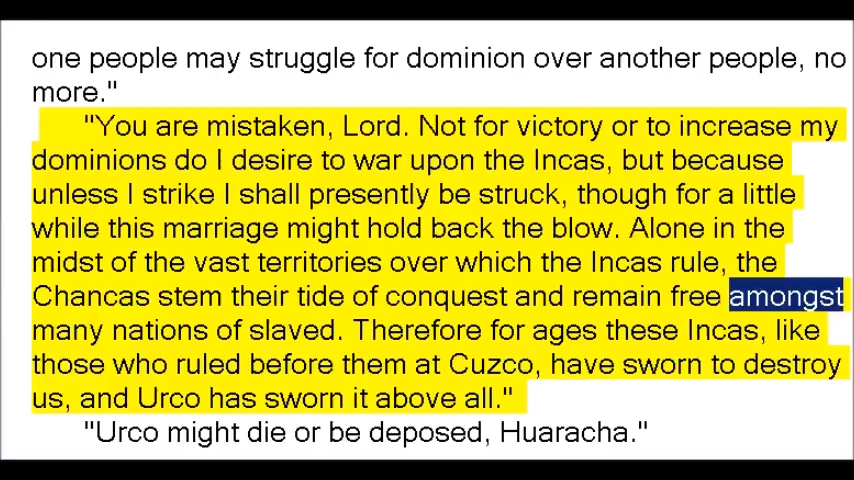 one people may struggle for dominion over another people, no
more."
"You are mistaken, Lord. Not for victory or to increase my
dominions do I desire to war upon the Incas, but because
unless I strike I shall presently be struck, though for a little
while this marriage might hold back the blow. Alone in the
midst of the vast territories over which the Incas rule, the
Chancas stem their tide of conquest and remain free amongst
many nations of slaved. Therefore for ages these Incas, like
those who ruled before them at Cuzco, have sworn to destroy
us, and Urco has sworn it above all."
"Urco might die or be deposed, Huaracha."